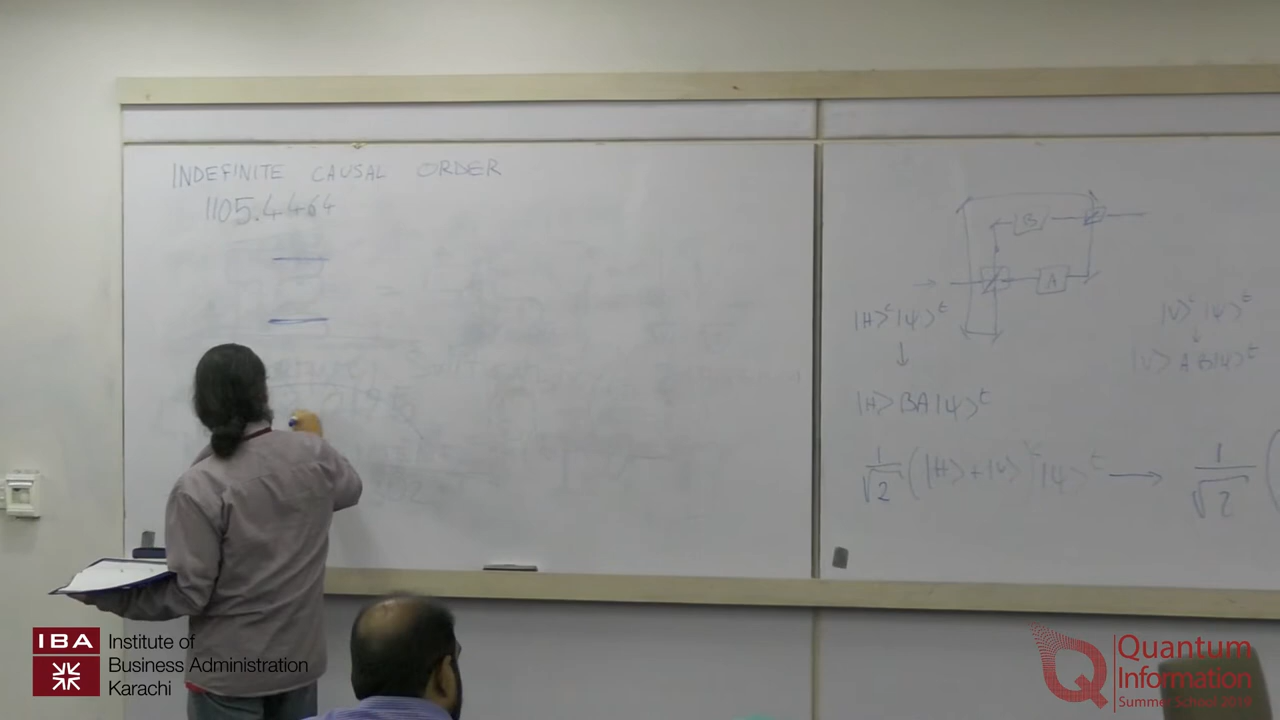 INDEFINITE CAUSAL ORDER
1105.4464
B
A
|H>ᶜ|ψ>ᵗ
↓
|H> BA|ψ>ᵗ
|V>ᶜ|ψ>ᵗ
↓
|V> AB|ψ>ᵗ
1/√2 (|H>+|V>)ᶜ|ψ>ᵗ → 1/√2 (
IBA
Institute of
Business Administration
Karachi
Quantum
Information
Summer School 2019